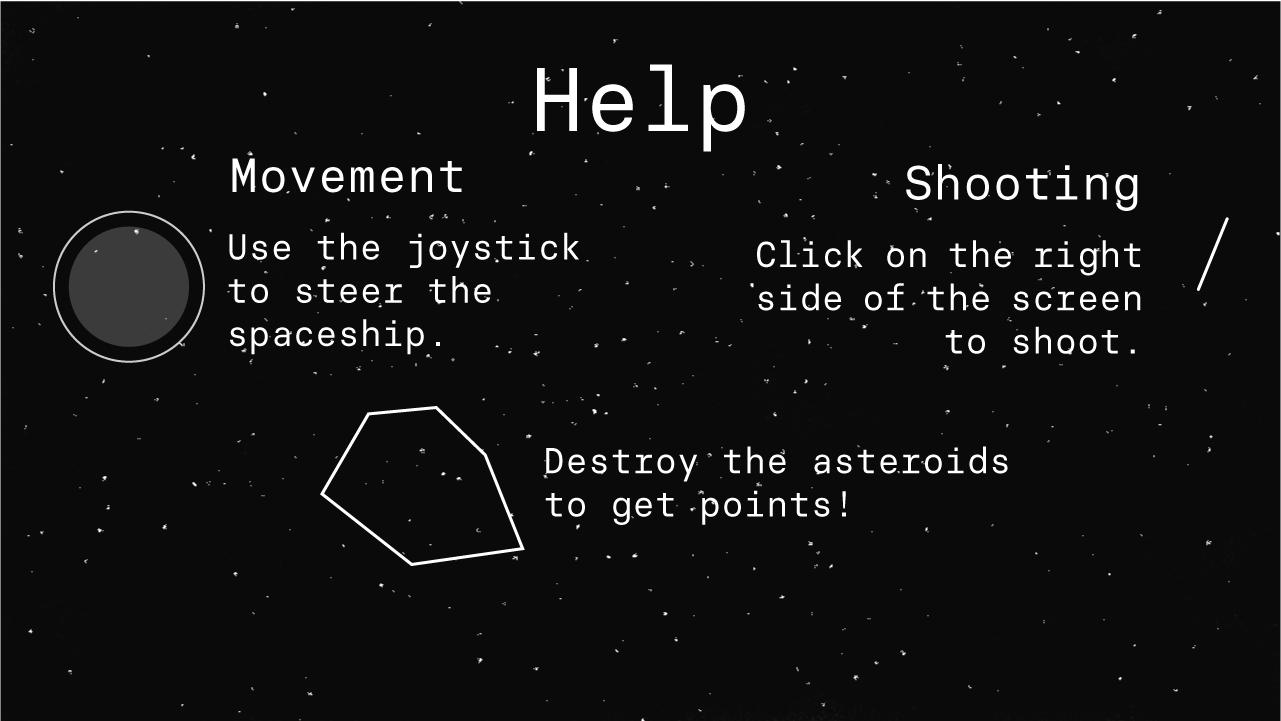 Help
Movement
Use the joystick
to steer the
spaceship.
Shooting
Click on the right
side of the screen
to shoot.
Destroy the asteroids
to get points!